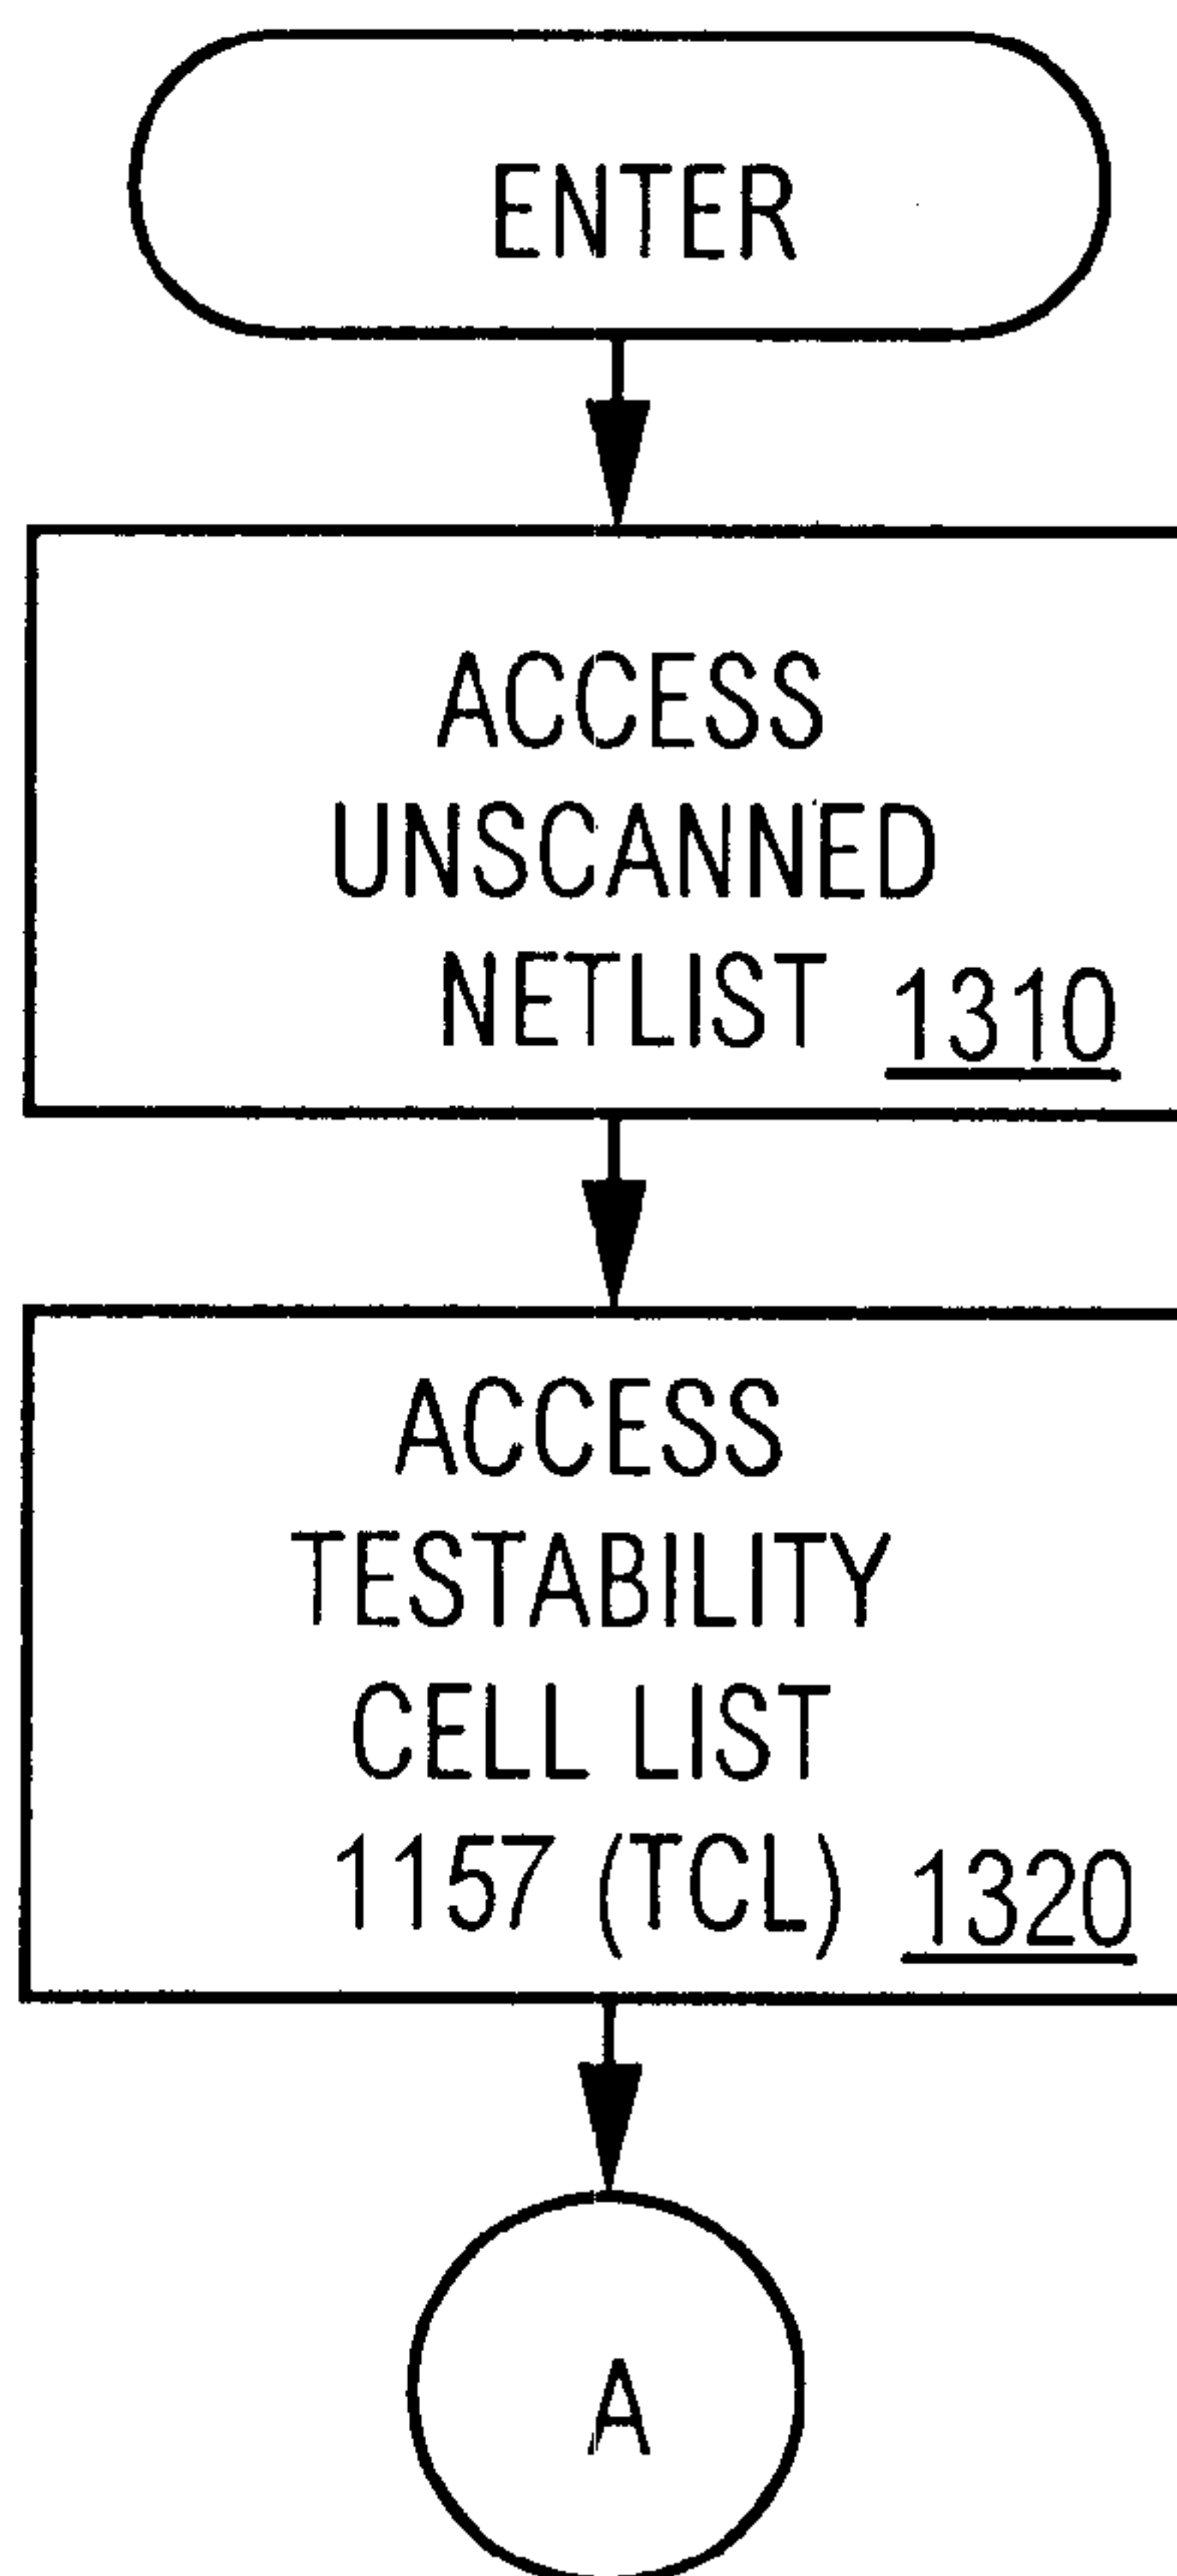 ENTER
ACCESS
UNSCANNED
NETLIST 1310
ACCESS
TESTABILITY
CELL LIST
1157 (TCL) 1320
A